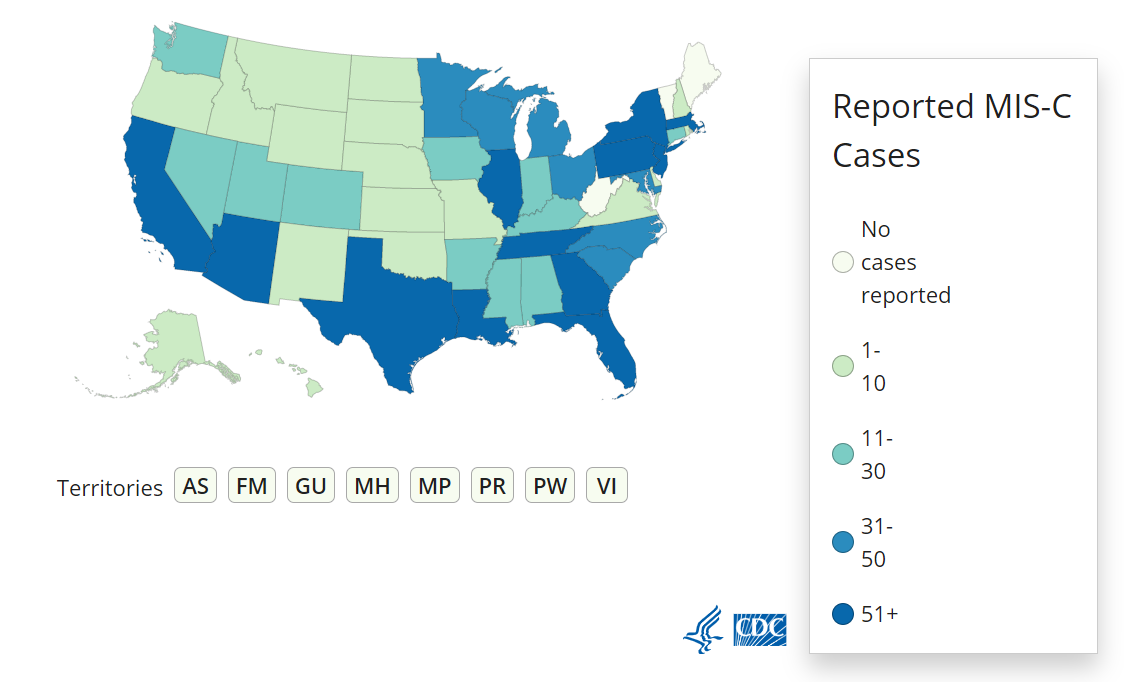 Reported MIS-C
Cases
No
cases
reported
1-
10
11-
30
31-
50
51+
Territories AS FM GU MH MP PR PW VI
CDC